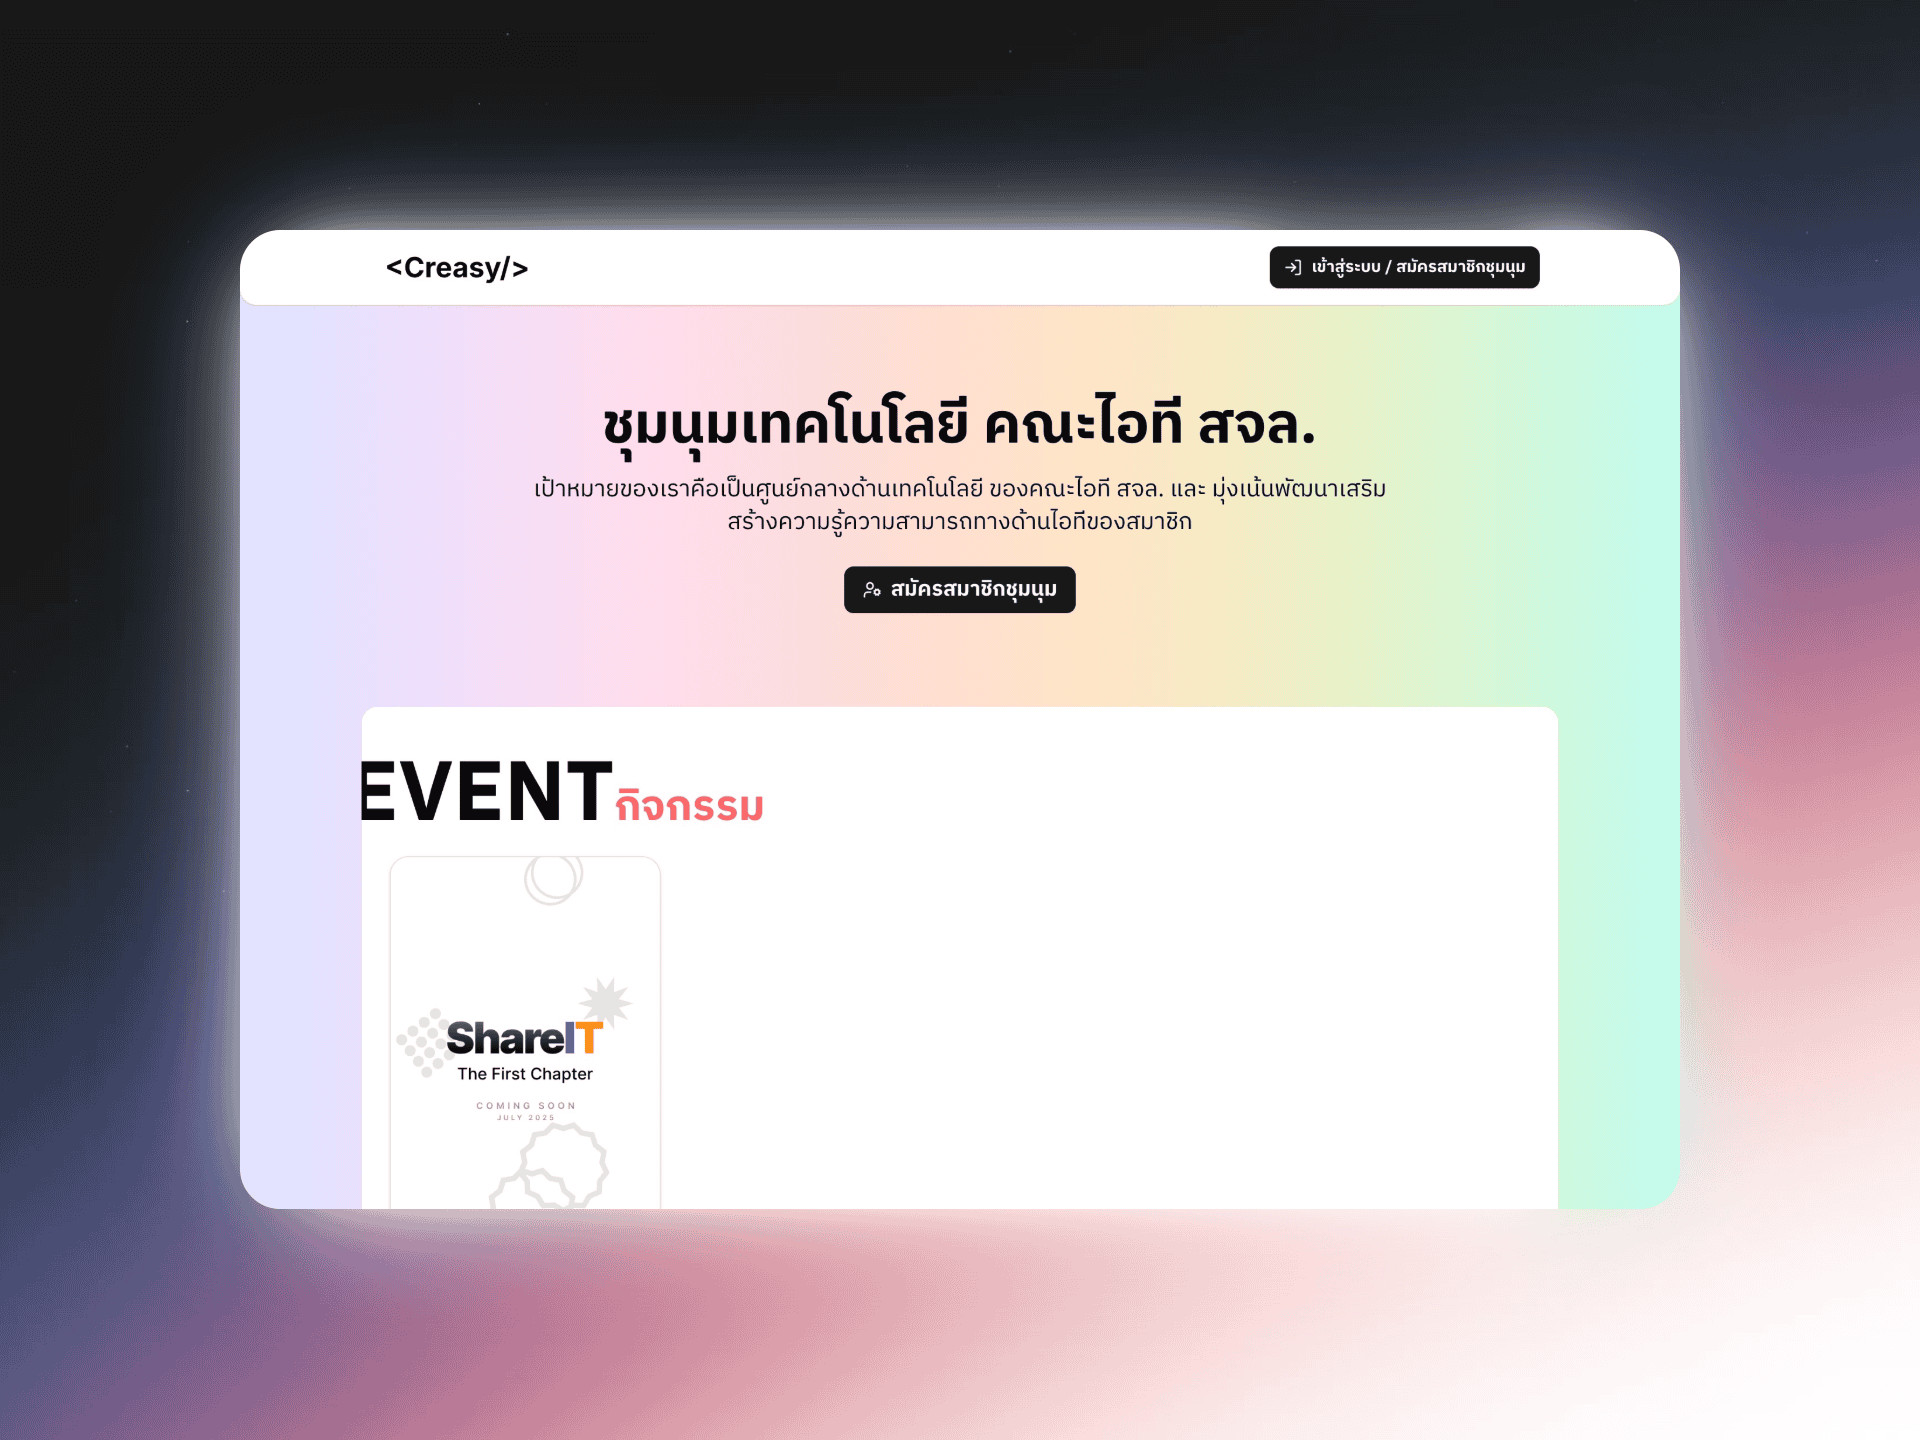 <Creasy/>
เข้าสู่ระบบ / สมัครสมาชิกชุมนุม
ชุมนุมเทคโนโลยี คณะไอที สจล.
เป้าหมายของเราคือเป็นศูนย์กลางด้านเทคโนโลยี ของคณะไอที สจล. และ มุ่งเน้นพัฒนาเสริม
สร้างความรู้ความสามารถทางด้านไอทีของสมาชิก
สมัครสมาชิกชุมนุม
EVENT กิจกรรม
ShareIT
The First Chapter
COMING SOON
JULY 2025